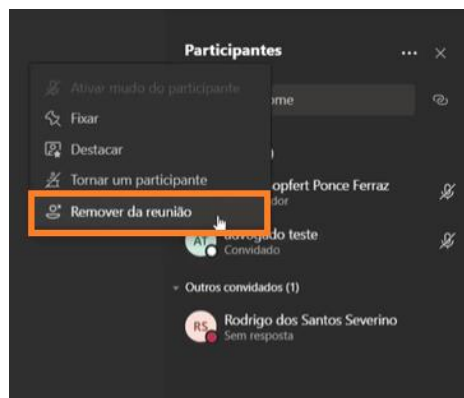 Participantes
Ativar mudo do participante
ome
Fixar
Destacar
)
Tornar um participante
opfert Ponce Ferraz
dor
Remover da reunião
AT
advogado teste
Convidado
Outros convidados (1)
RS
Rodrigo dos Santos Severino
Sem resposta